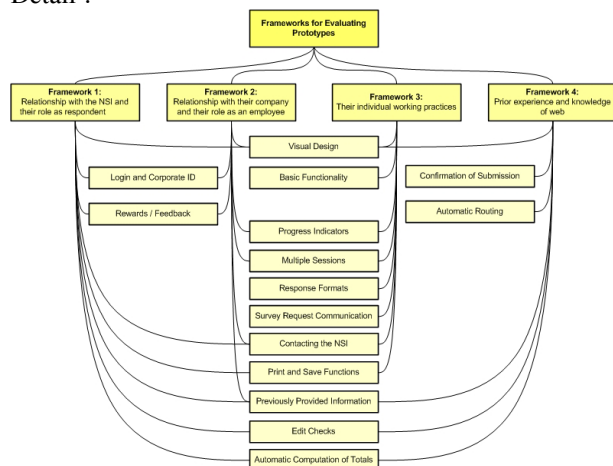 Detail".
Frameworks for Evaluating
Prototypes
Framework 1:
Relationship with the NSI and
their role as respondent
Framework 2:
Relationship with their company
and their role as an employee
Framework 3:
Their individual working practices
Framework 4:
Prior experience and knowledge
of web
Visual Design
Login and Corporate ID
Basic Functionality
Confirmation of Submission
Rewards / Feedback
Automatic Routing
Progress Indicators
Multiple Sessions
Response Formats
Survey Request Communication
Contacting the NSI
Print and Save Functions
Previously Provided Information
Edit Checks
Automatic Computation of Totals